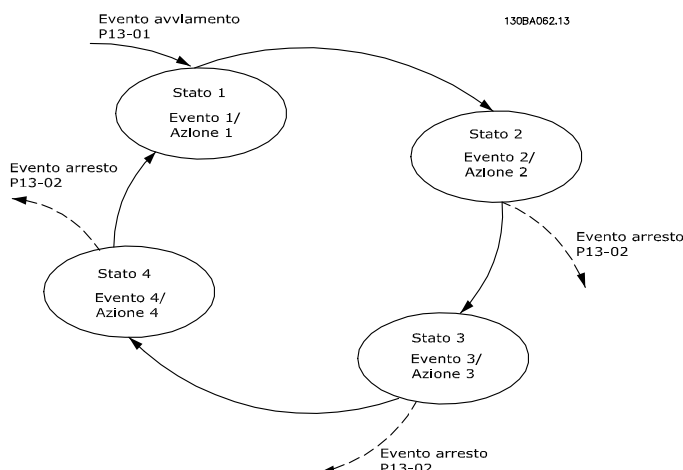 Evento avvlamento
P13-01
130BA062.13
Stato 1
Evento 1/
Azione 1
Stato 2
Evento 2/
Azione 2
Evento arresto
P13-02
Evento arresto
P13-02
Stato 4
Evento 4/
Azione 4
Stato 3
Evento 3/
Azione 3
Evento arresto
P13-02